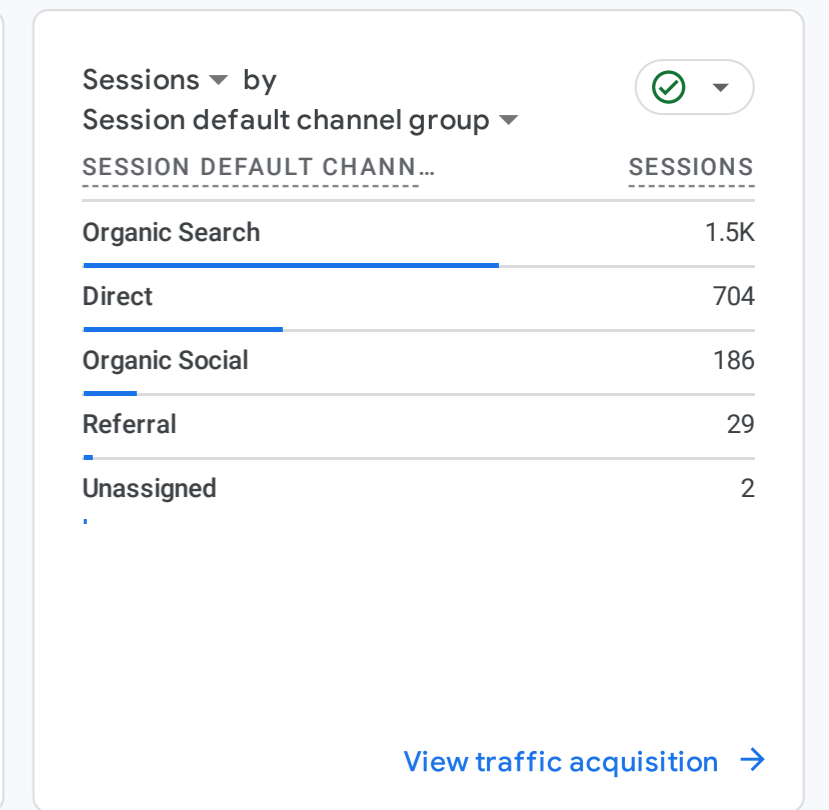 Sessions by
Session default channel group
SESSION DEFAULT CHANN… SESSIONS
Organic Search 1.5K
Direct 704
Organic Social 186
Referral 29
Unassigned 2
View traffic acquisition